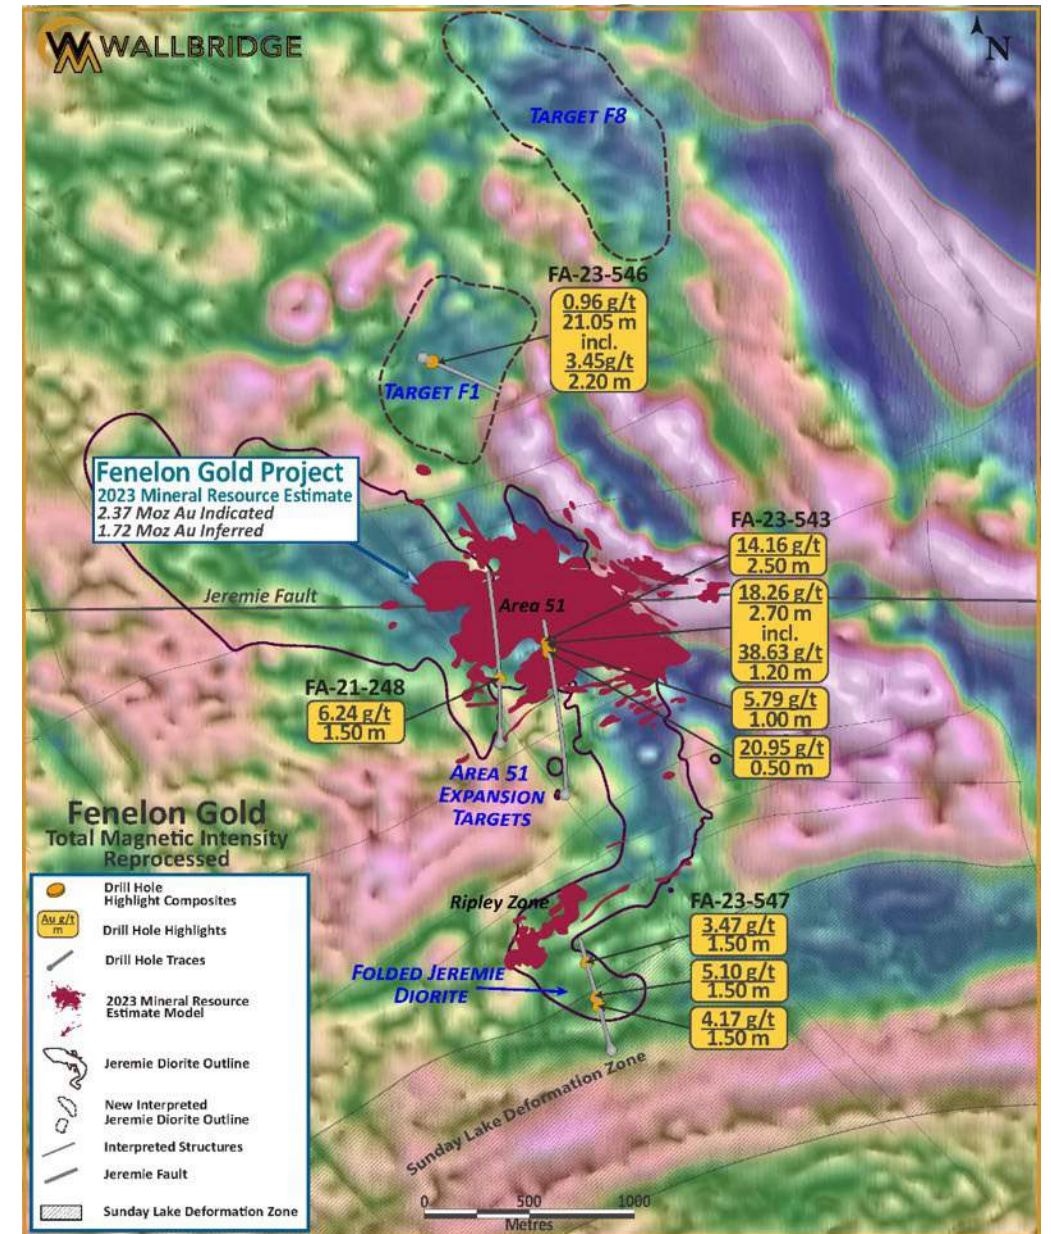 WALLBRIDGE
N
TARGET F8
FA-23-546
0.96 g/t
21.05 m
incl.
3.45g/t
2.20 m
TARGET F1
Fenelon Gold Project
2023 Mineral Resource Estimate
2.37 Moz Au Indicated
1.72 Moz Au Inferred
FA-23-543
14.16 g/t
2.50 m
18.26 g/t
2.70 m
incl.
38.63 g/t
1.20 m
5.79 g/t
1.00 m
20.95 g/t
0.50 m
Jeremie Fault
Area 51
FA-21-248
6.24 g/t
1.50 m
AREA 51
EXPANSION
TARGETS
Ripley Zone
FA-23-547
3.47 g/t
1.50 m
5.10 g/t
1.50 m
4.17 g/t
1.50 m
FOLDED JEREMIE
DIORITE
Sunday Lake Deformation Zone
Fenelon Gold
Total Magnetic Intensity
Reprocessed
Drill Hole
Highlight Composites
Au g/t
m
Drill Hole Highlights
Drill Hole Traces
2023 Mineral Resource
Estimate Model
Jeremie Diorite Outline
New Interpreted
Jeremie Diorite Outline
Interpreted Structures
Jeremie Fault
Sunday Lake Deformation Zone
0 500 1000
Metres